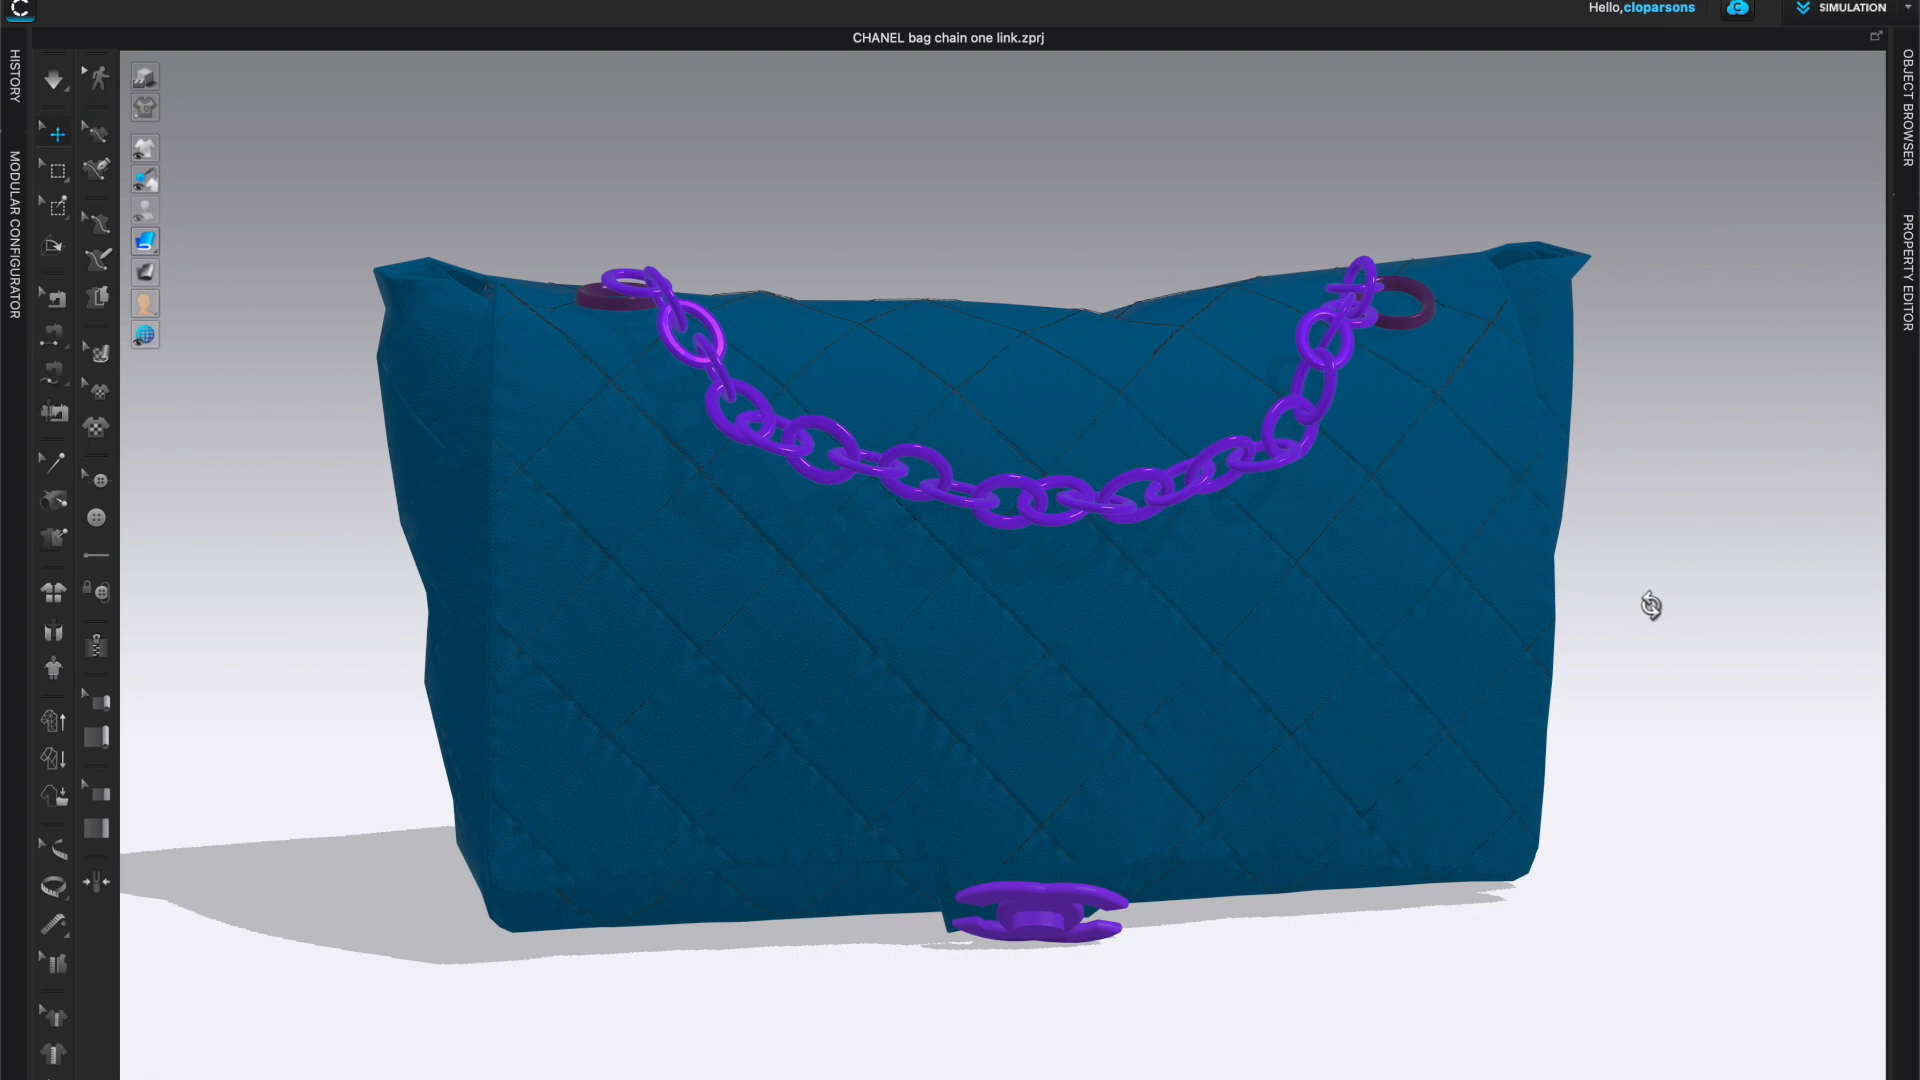 Hello,cloparsons
SIMULATION
CHANEL bag chain one link.zprj
HISTORY
MODULAR CONFIGURATOR
OBJECT BROWSER
PROPERTY EDITOR